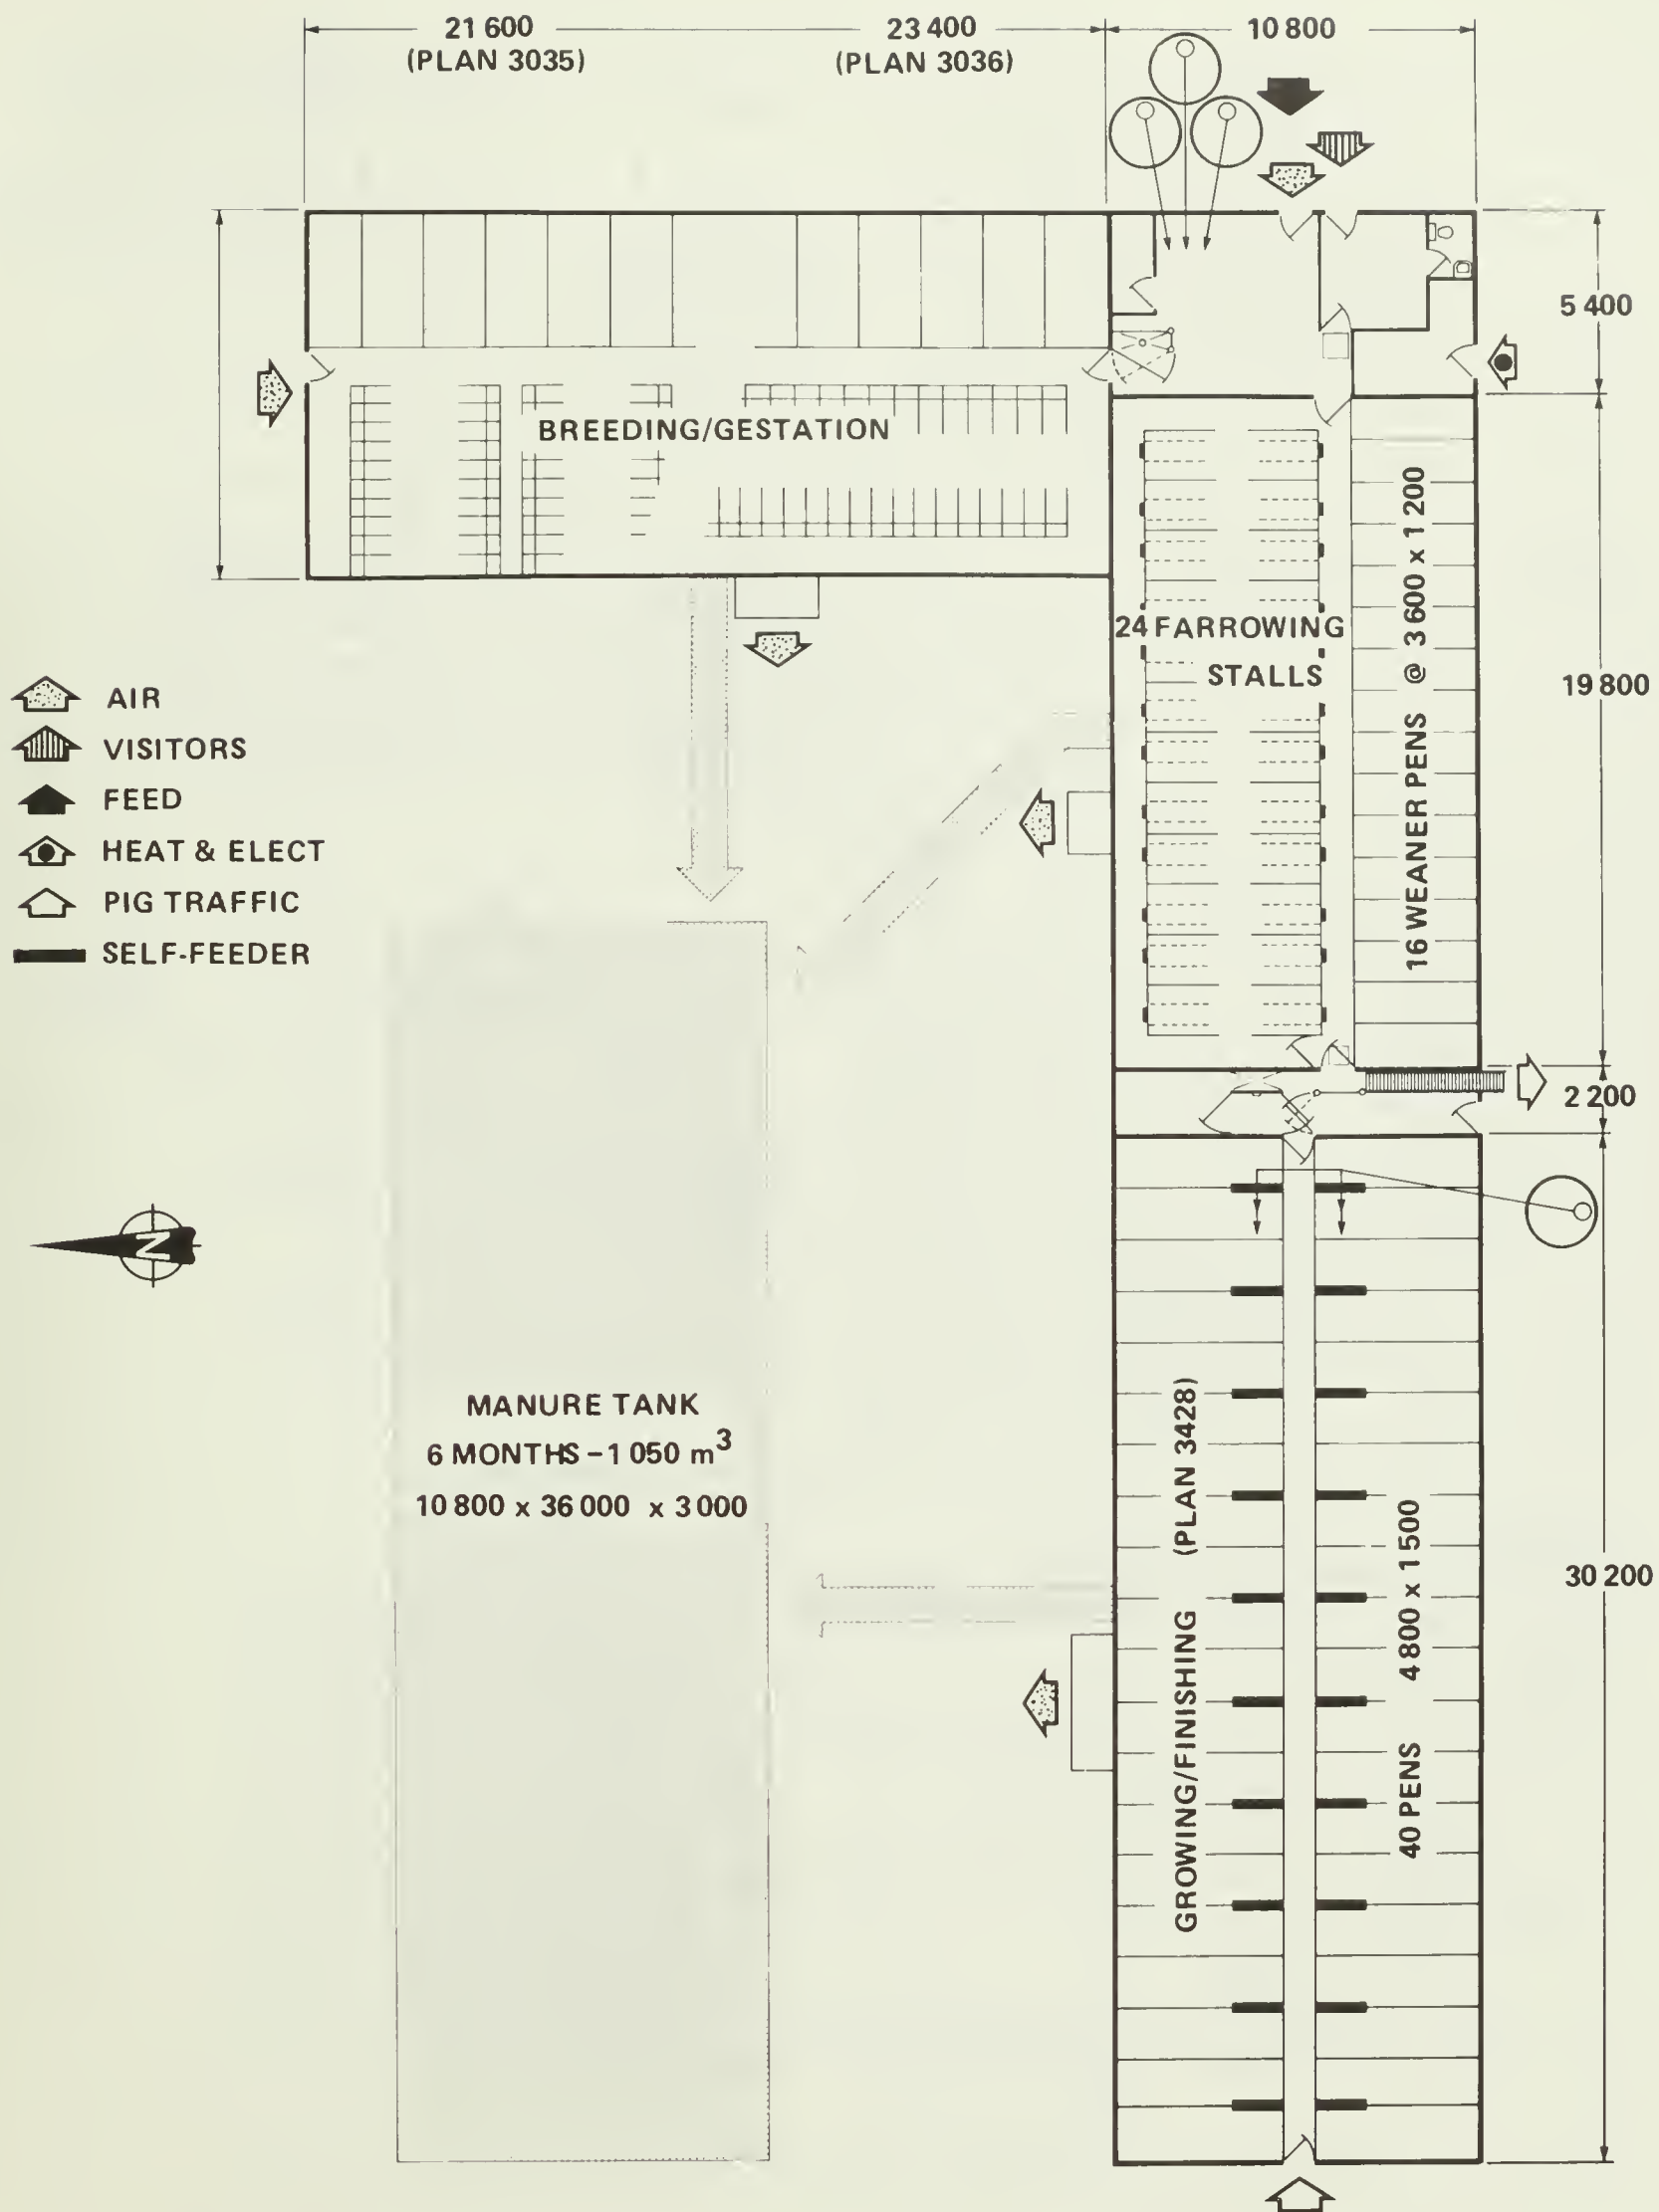 21 600
(PLAN 3035)
23 400
(PLAN 3036)
10 800
5 400
BREEDING/GESTATION
24 FARROWING
STALLS
16 WEANER PENS @ 3 600 x 1 200
19 800
AIR
VISITORS
FEED
HEAT & ELECT
PIG TRAFFIC
SELF-FEEDER
2 200
N
MANURE TANK
6 MONTHS – 1 050 m³
10 800 x 36 000 x 3 000
GROWING/FINISHING (PLAN 3428)
40 PENS 4 800 x 1 500
30 200